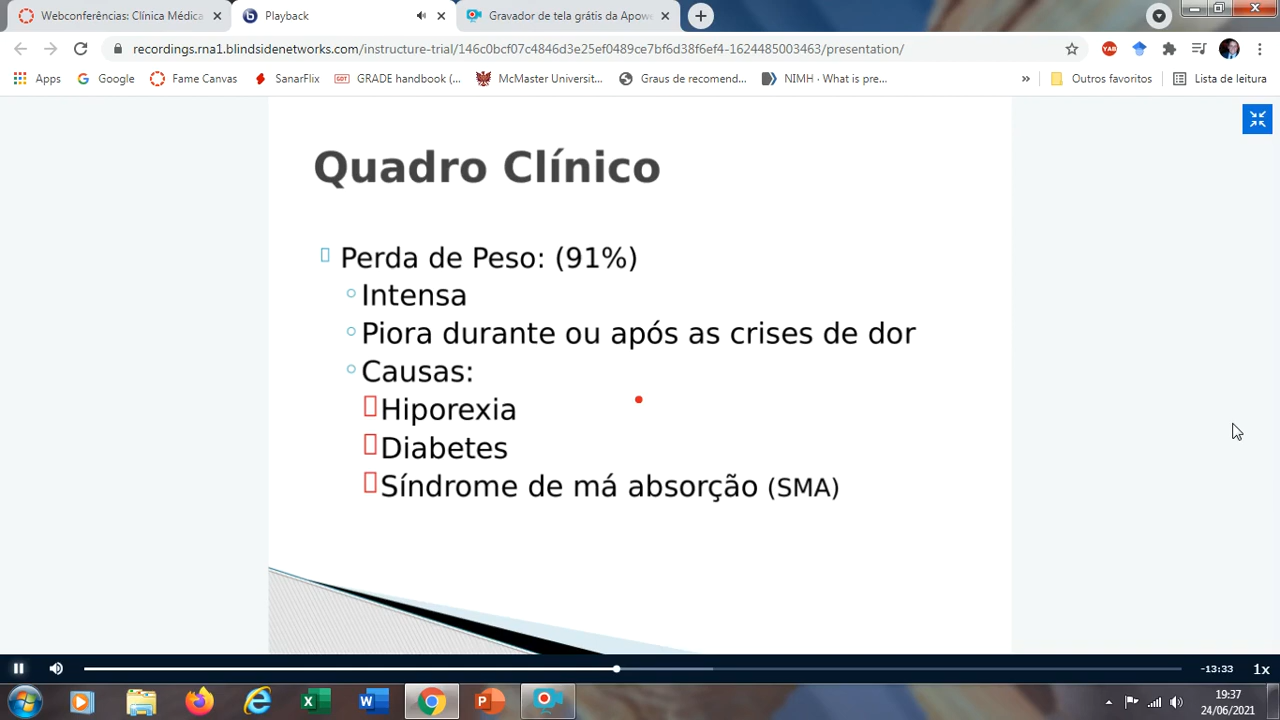 Webconferências: Clínica Médica
Playback
Gravador de tela grátis da Apowe
recordings.rna1.blindsidenetworks.com/instructure-trial/146c0bcf07c4846d3e25ef0489ce7bf6d38f6ef4-1624485003463/presentation/
Apps Google Fame Canvas SanarFlix GRADE handbook (... McMaster Universit... Graus de recomend... NIMH · What is pre... » Outros favoritos Lista de leitura
Quadro Clínico
Perda de Peso: (91%)
Intensa
Piora durante ou após as crises de dor
Causas:
Hiporexia
Diabetes
Síndrome de má absorção (SMA)
-13:33 1x
19:37
24/06/2021